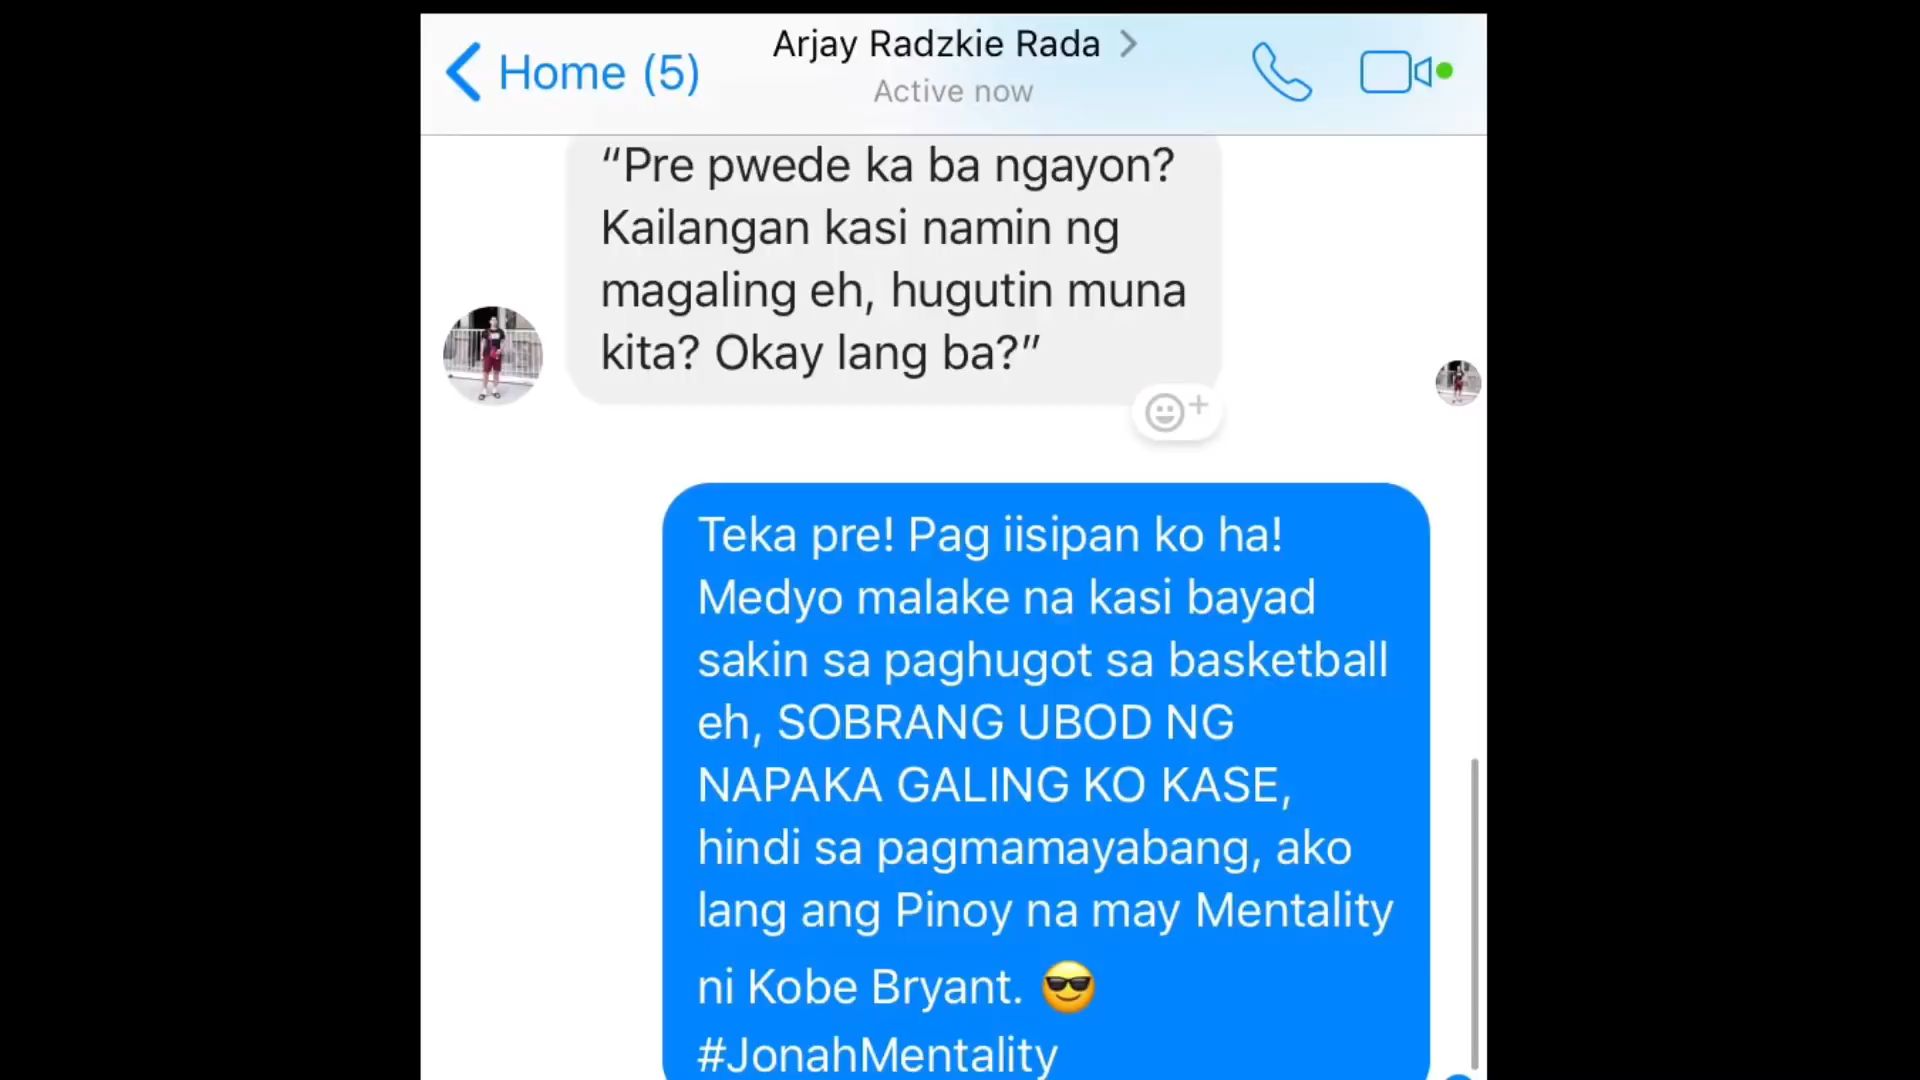 Home (5)
Arjay Radzkie Rada
Active now
“Pre pwede ka ba ngayon?
Kailangan kasi namin ng
magaling eh, hugutin muna
kita? Okay lang ba?”
Teka pre! Pag iisipan ko ha!
Medyo malake na kasi bayad
sakin sa paghugot sa basketball
eh, SOBRANG UBOD NG
NAPAKA GALING KO KASE,
hindi sa pagmamayabang, ako
lang ang Pinoy na may Mentality
ni Kobe Bryant. 😎
#JonahMentality